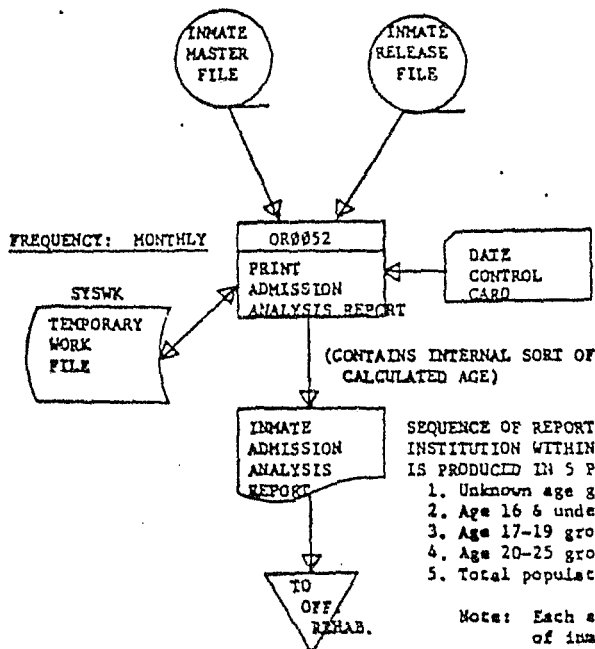 INMATE
MASTER
FILE
INMATE
RELEASE
FILE
FREQUENCY: MONTHLY
OR0052
PRINT
ADMISSION
ANALYSIS REPORT
DATE
CONTROL
CARD
SYSWK
TEMPORARY
WORK
FILE
(CONTAINS INTERNAL SORT OF
CALCULATED AGE)
INMATE
ADMISSION
ANALYSIS
REPORT
SEQUENCE OF REPORT
INSTITUTION WITHIN
IS PRODUCED IN 5 P
1. Unknown age g
2. Age 16 & unde
3. Age 17-19 gro
4. Age 20-25 gro
5. Total populat
Note: Each a
of inm
TO
OFF.
REHAB.